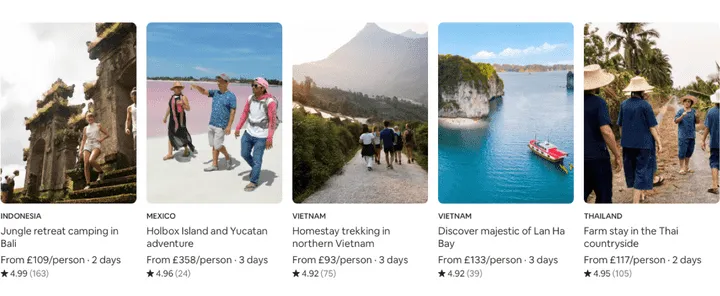 INDONESIA
Jungle retreat camping in
Bali
From £109/person · 2 days
★ 4.99 (163)
MEXICO
Holbox Island and Yucatan
adventure
From £358/person · 3 days
★ 4.96 (24)
VIETNAM
Homestay trekking in
northern Vietnam
From £93/person · 3 days
★ 4.92 (75)
VIETNAM
Discover majestic of Lan Ha
Bay
From £133/person · 3 days
★ 4.92 (39)
THAILAND
Farm stay in the Thai
countryside
From £117/person · 2 days
★ 4.95 (105)